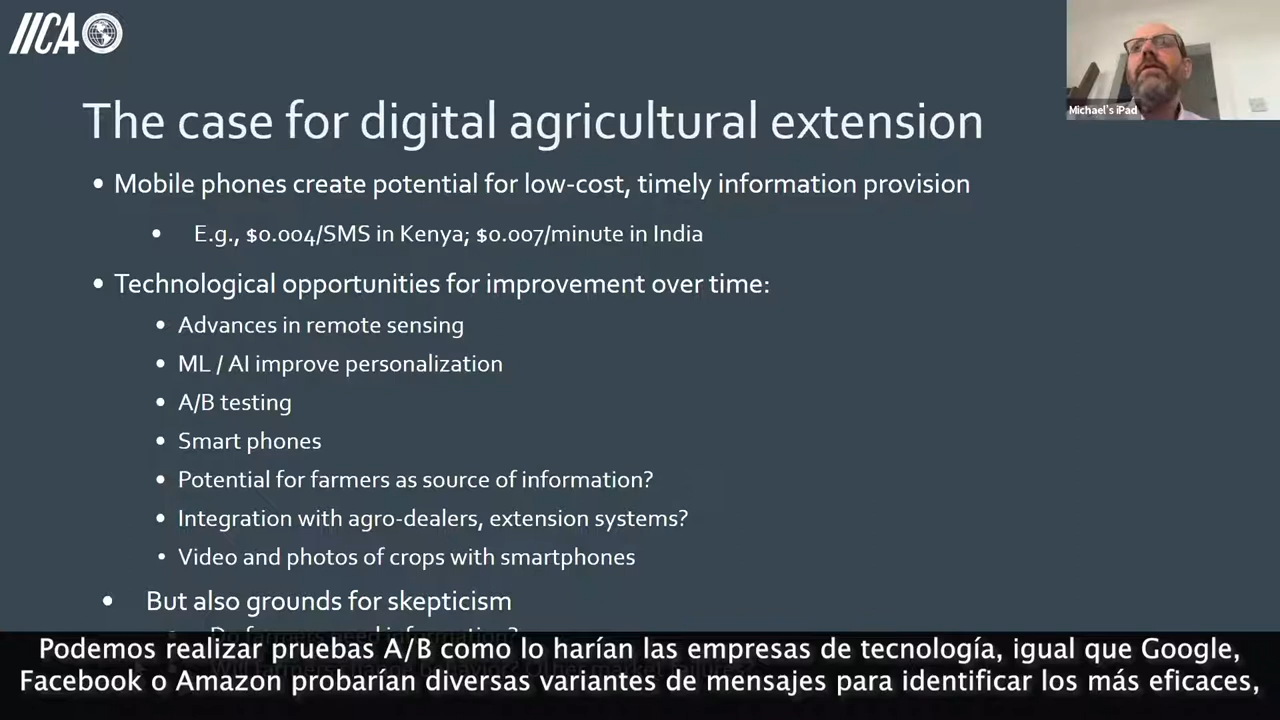 IICA
Michael's iPad
The case for digital agricultural extension
• Mobile phones create potential for low-cost, timely information provision
• E.g., $0.004/SMS in Kenya; $0.007/minute in India
• Technological opportunities for improvement over time:
• Advances in remote sensing
• ML / AI improve personalization
• A/B testing
• Smart phones
• Potential for farmers as source of information?
• Integration with agro-dealers, extension systems?
• Video and photos of crops with smartphones
• But also grounds for skepticism
• Do farmers need information?
Podemos realizar pruebas A/B como lo harían las empresas de tecnología, igual que Google,
Facebook o Amazon probarían diversas variantes de mensajes para identificar los más eficaces,